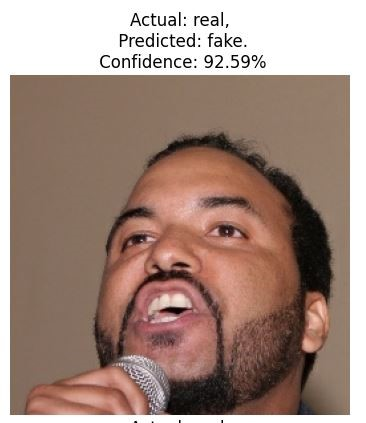 Actual: real,
Predicted: fake.
Confidence: 92.59%